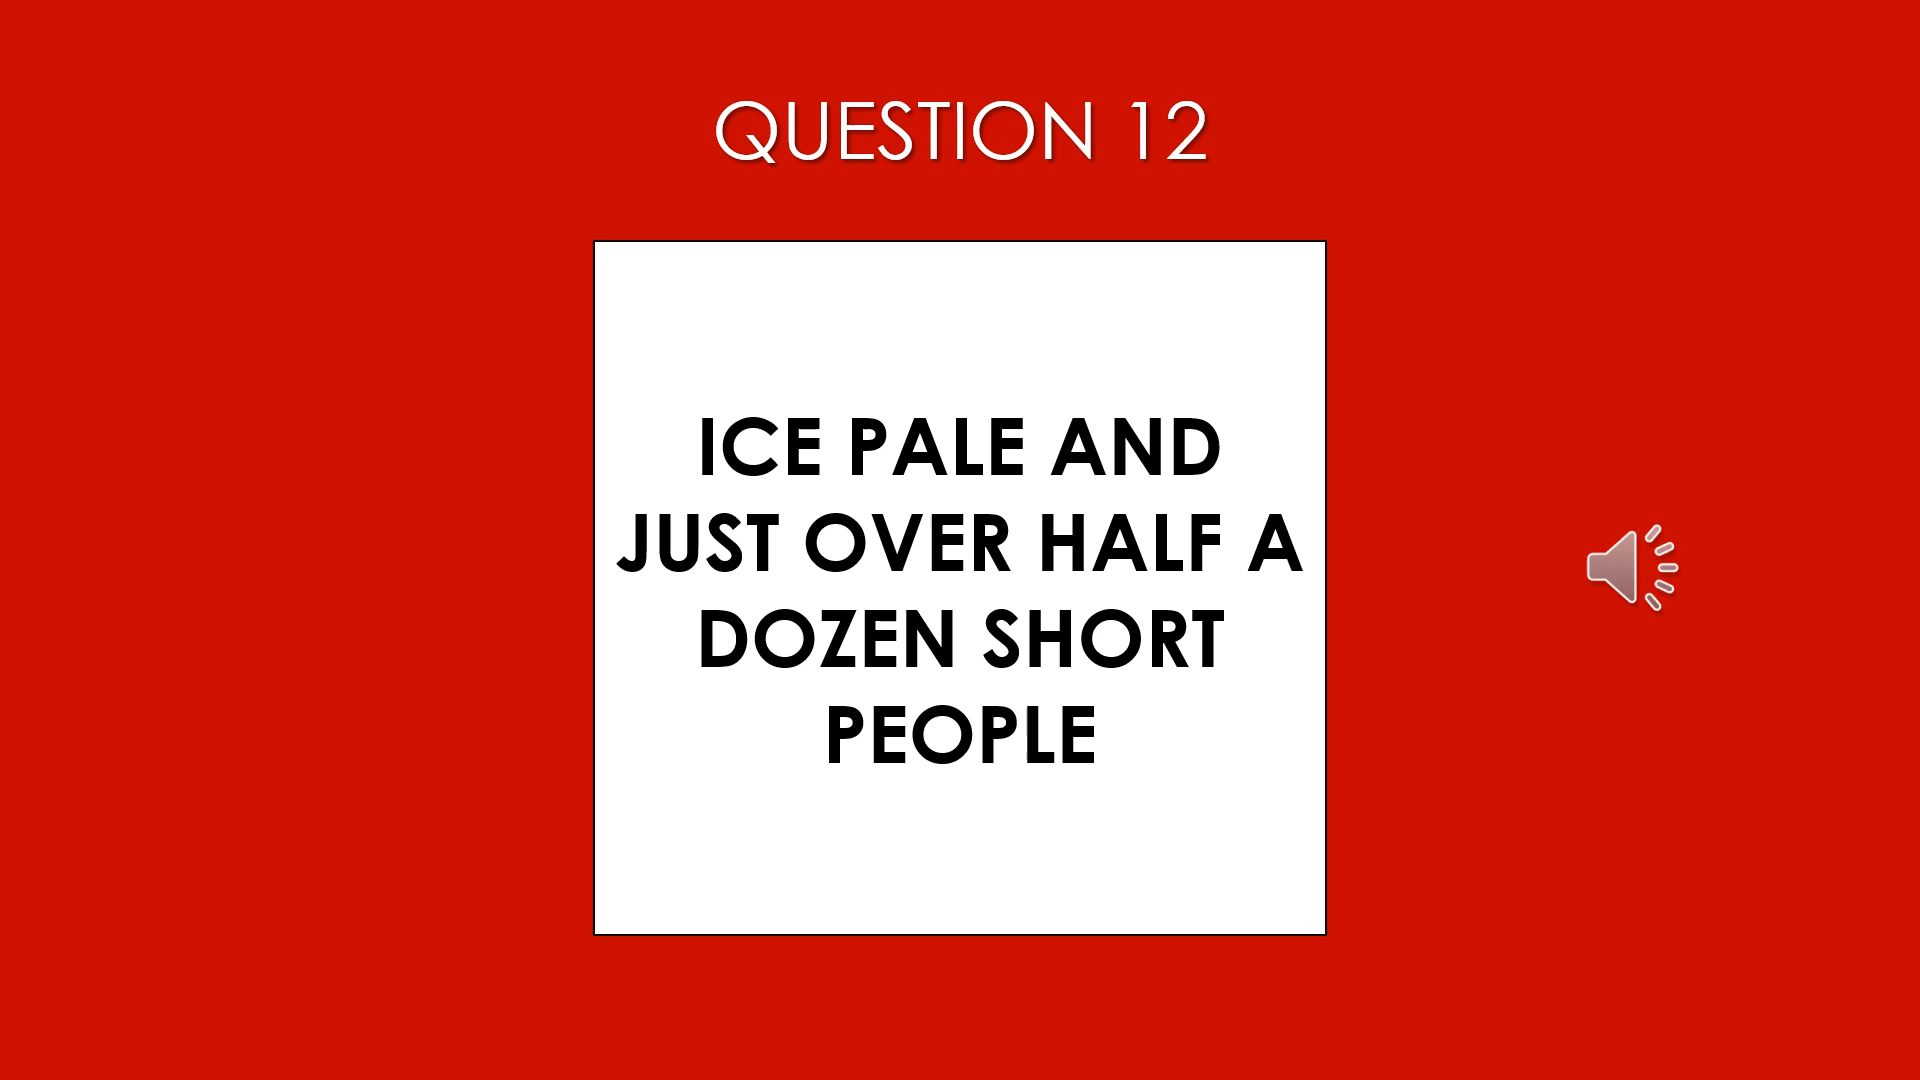 QUESTION 12
ICE PALE AND
JUST OVER HALF A
DOZEN SHORT
PEOPLE